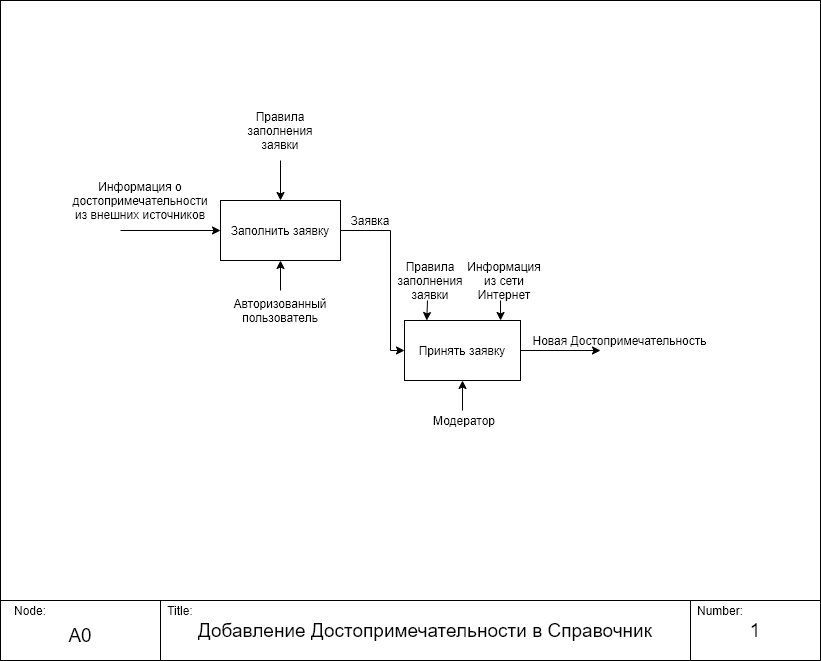 Правила
заполнения
заявки
Информация о
достопримечательности
из внешних источников
Заполнить заявку
Заявка
Авторизованный
пользователь
Правила
заполнения
заявки
Информация
из сети
Интернет
Принять заявку
Новая Достопримечательность
Модератор
Node:
A0
Title:
Добавление Достопримечательности в Справочник
Number:
1